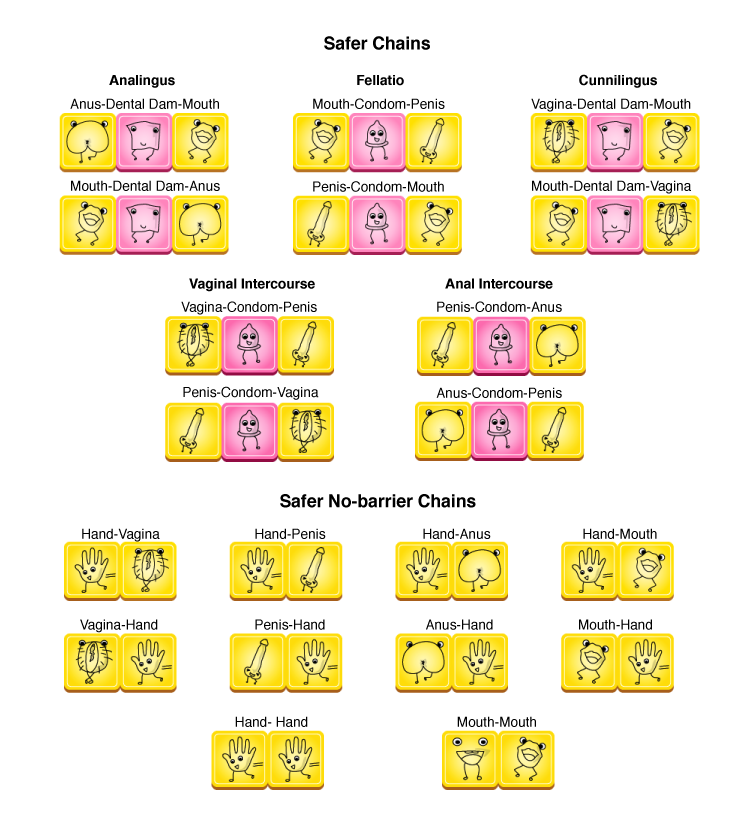 Safer Chains
Analingus
Fellatio
Cunnilingus
Anus-Dental Dam-Mouth
Mouth-Condom-Penis
Vagina-Dental Dam-Mouth
Mouth-Dental Dam-Anus
Penis-Condom-Mouth
Mouth-Dental Dam-Vagina
Vaginal Intercourse
Anal Intercourse
Vagina-Condom-Penis
Penis-Condom-Anus
Penis-Condom-Vagina
Anus-Condom-Penis
Safer No-barrier Chains
Hand-Vagina
Hand-Penis
Hand-Anus
Hand-Mouth
Vagina-Hand
Penis-Hand
Anus-Hand
Mouth-Hand
Hand- Hand
Mouth-Mouth